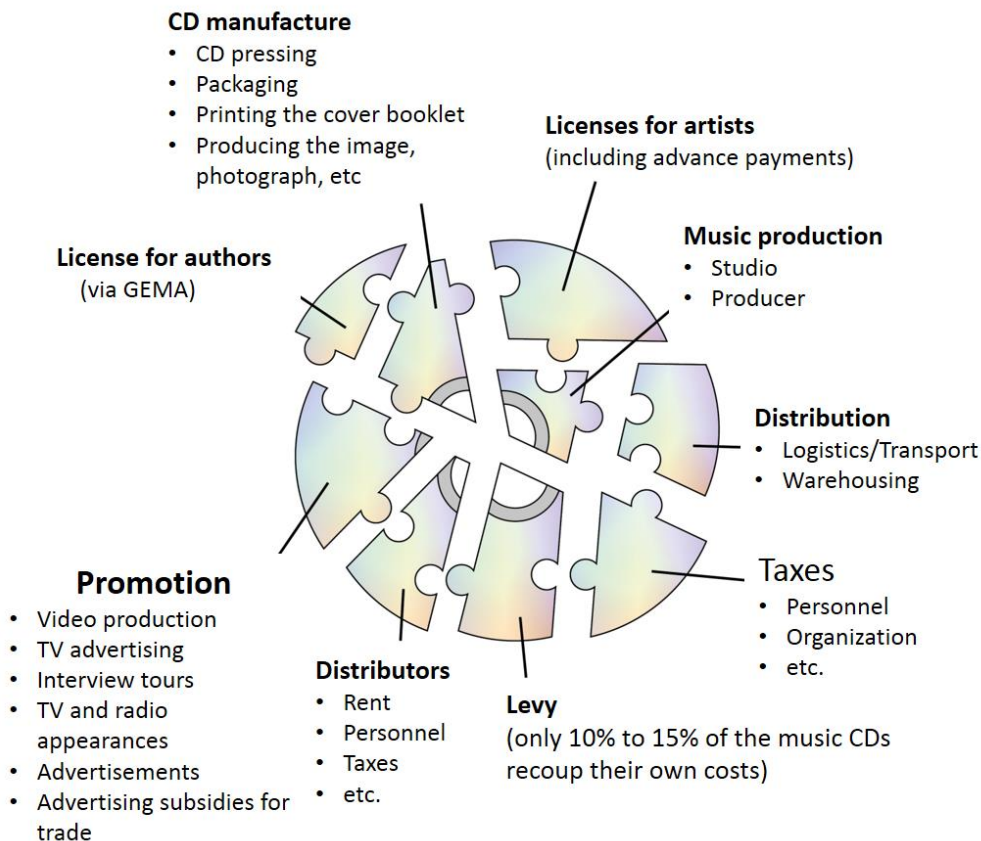 CD manufacture
• CD pressing
• Packaging
• Printing the cover booklet
• Producing the image,
photograph, etc
Licenses for artists
(including advance payments)
Music production
• Studio
• Producer
License for authors
(via GEMA)
Distribution
• Logistics/Transport
• Warehousing
Taxes
• Personnel
• Organization
• etc.
Promotion
• Video production
• TV advertising
• Interview tours
• TV and radio
appearances
• Advertisements
• Advertising subsidies for
trade
Distributors
• Rent
• Personnel
• Taxes
• etc.
Levy
(only 10% to 15% of the music CDs
recoup their own costs)